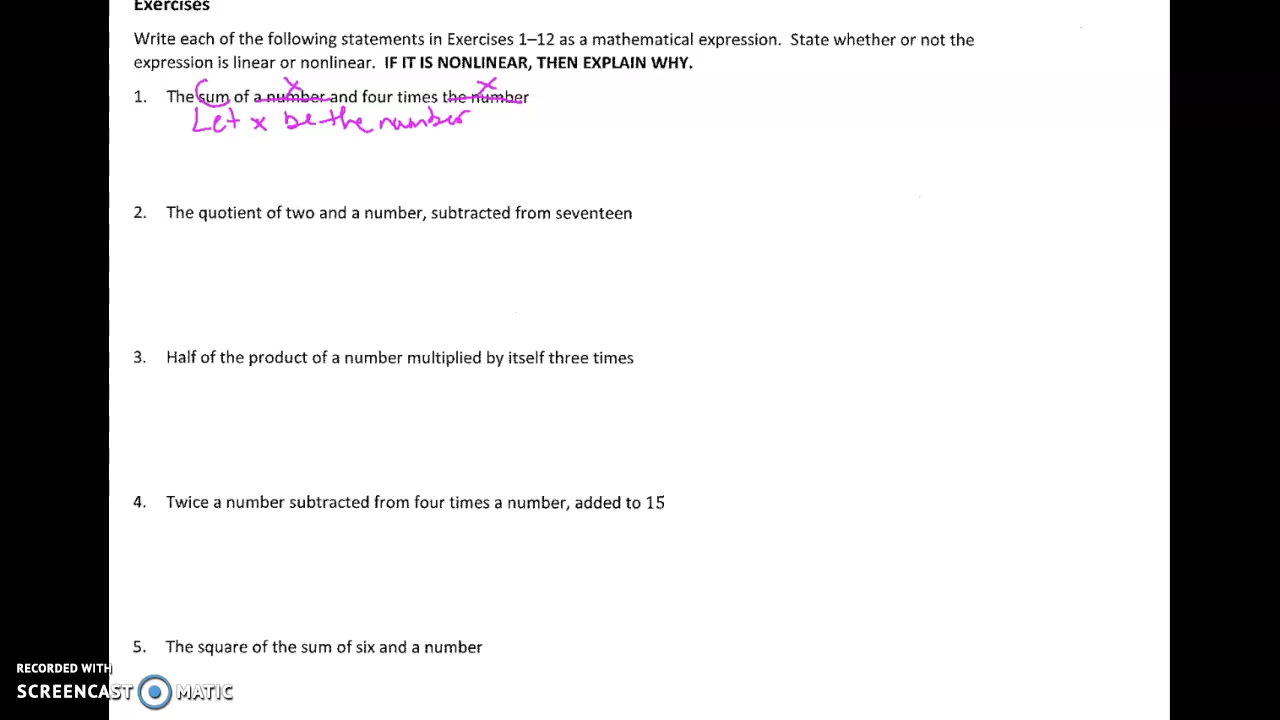 Exercises
Write each of the following statements in Exercises 1–12 as a mathematical expression. State whether or not the
expression is linear or nonlinear. IF IT IS NONLINEAR, THEN EXPLAIN WHY.
x x
1. The sum of a number and four times the number
Let x be the number
2. The quotient of two and a number, subtracted from seventeen
3. Half of the product of a number multiplied by itself three times
4. Twice a number subtracted from four times a number, added to 15
5. The square of the sum of six and a number
RECORDED WITH
SCREENCAST MATIC